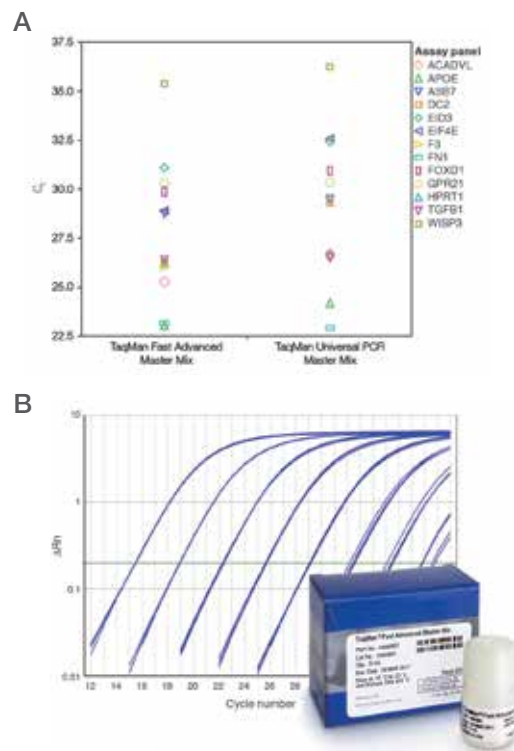 A
37.5
35.0
32.5
30.0
27.5
25.0
22.5
TaqMan Fast Advanced
Master Mix
TaqMan Universal PCR
Master Mix
Assay panel
ACADVL
APOE
ASB7
DC2
EID3
EIF4E
F3
FN1
FOXD1
GPR21
HPRT1
TGFB1
WISP3
B
10
1
0.1
0.01
ΔRn
12
14
16
18
20
22
24
26
28
Cycle number
TaqMan® Fast Advanced Master Mix